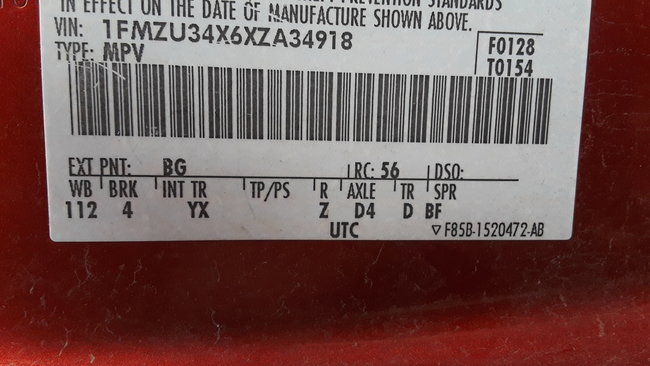 IN EFFECT ON THE DATE OF
MANUFACTURE SHOWN ABOVE.
VIN: 1FMZU34X6XZA34918
TYPE: MPV
F0128
T0154
EXT PNT: BG RC: 56 DSO:
WB BRK INT TR TP/PS R AXLE TR SPR
112 4 YX Z D4 D BF
UTC ▽F85B-1520472-AB